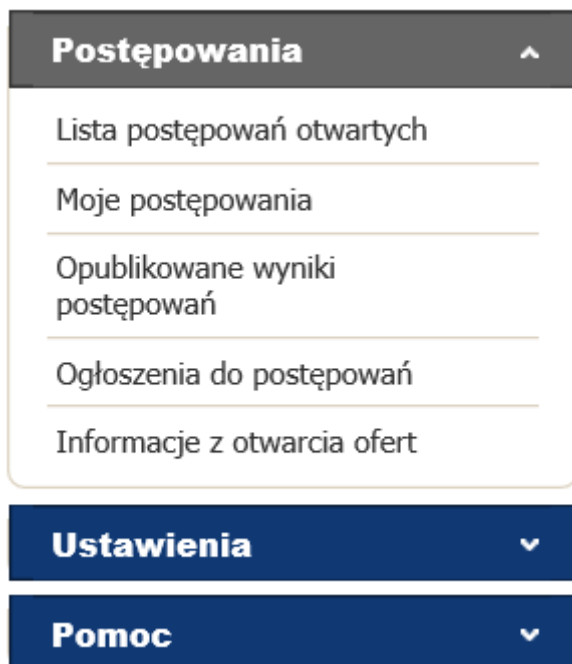 Postępowania
Lista postępowań otwartych
Moje postępowania
Opublikowane wyniki
postępowań
Ogłoszenia do postępowań
Informacje z otwarcia ofert
Ustawienia
Pomoc